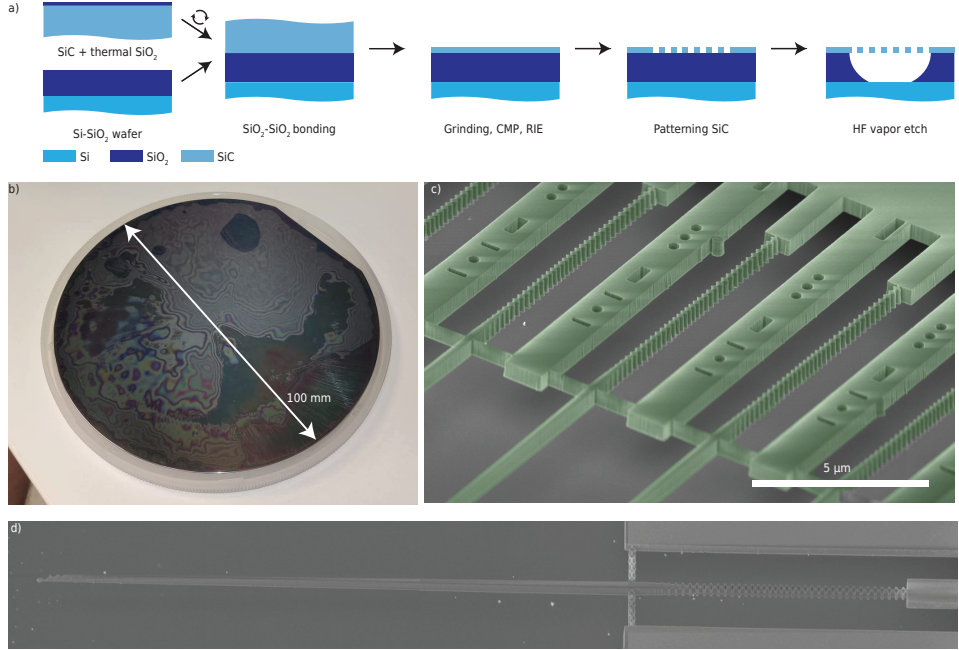 a)
SiC + thermal SiO2
Si-SiO2 wafer
SiO2-SiO2 bonding
Grinding, CMP, RIE
Patterning SiC
HF vapor etch
Si
SiO2
SiC
b)
100 mm
c)
5 μm
d)